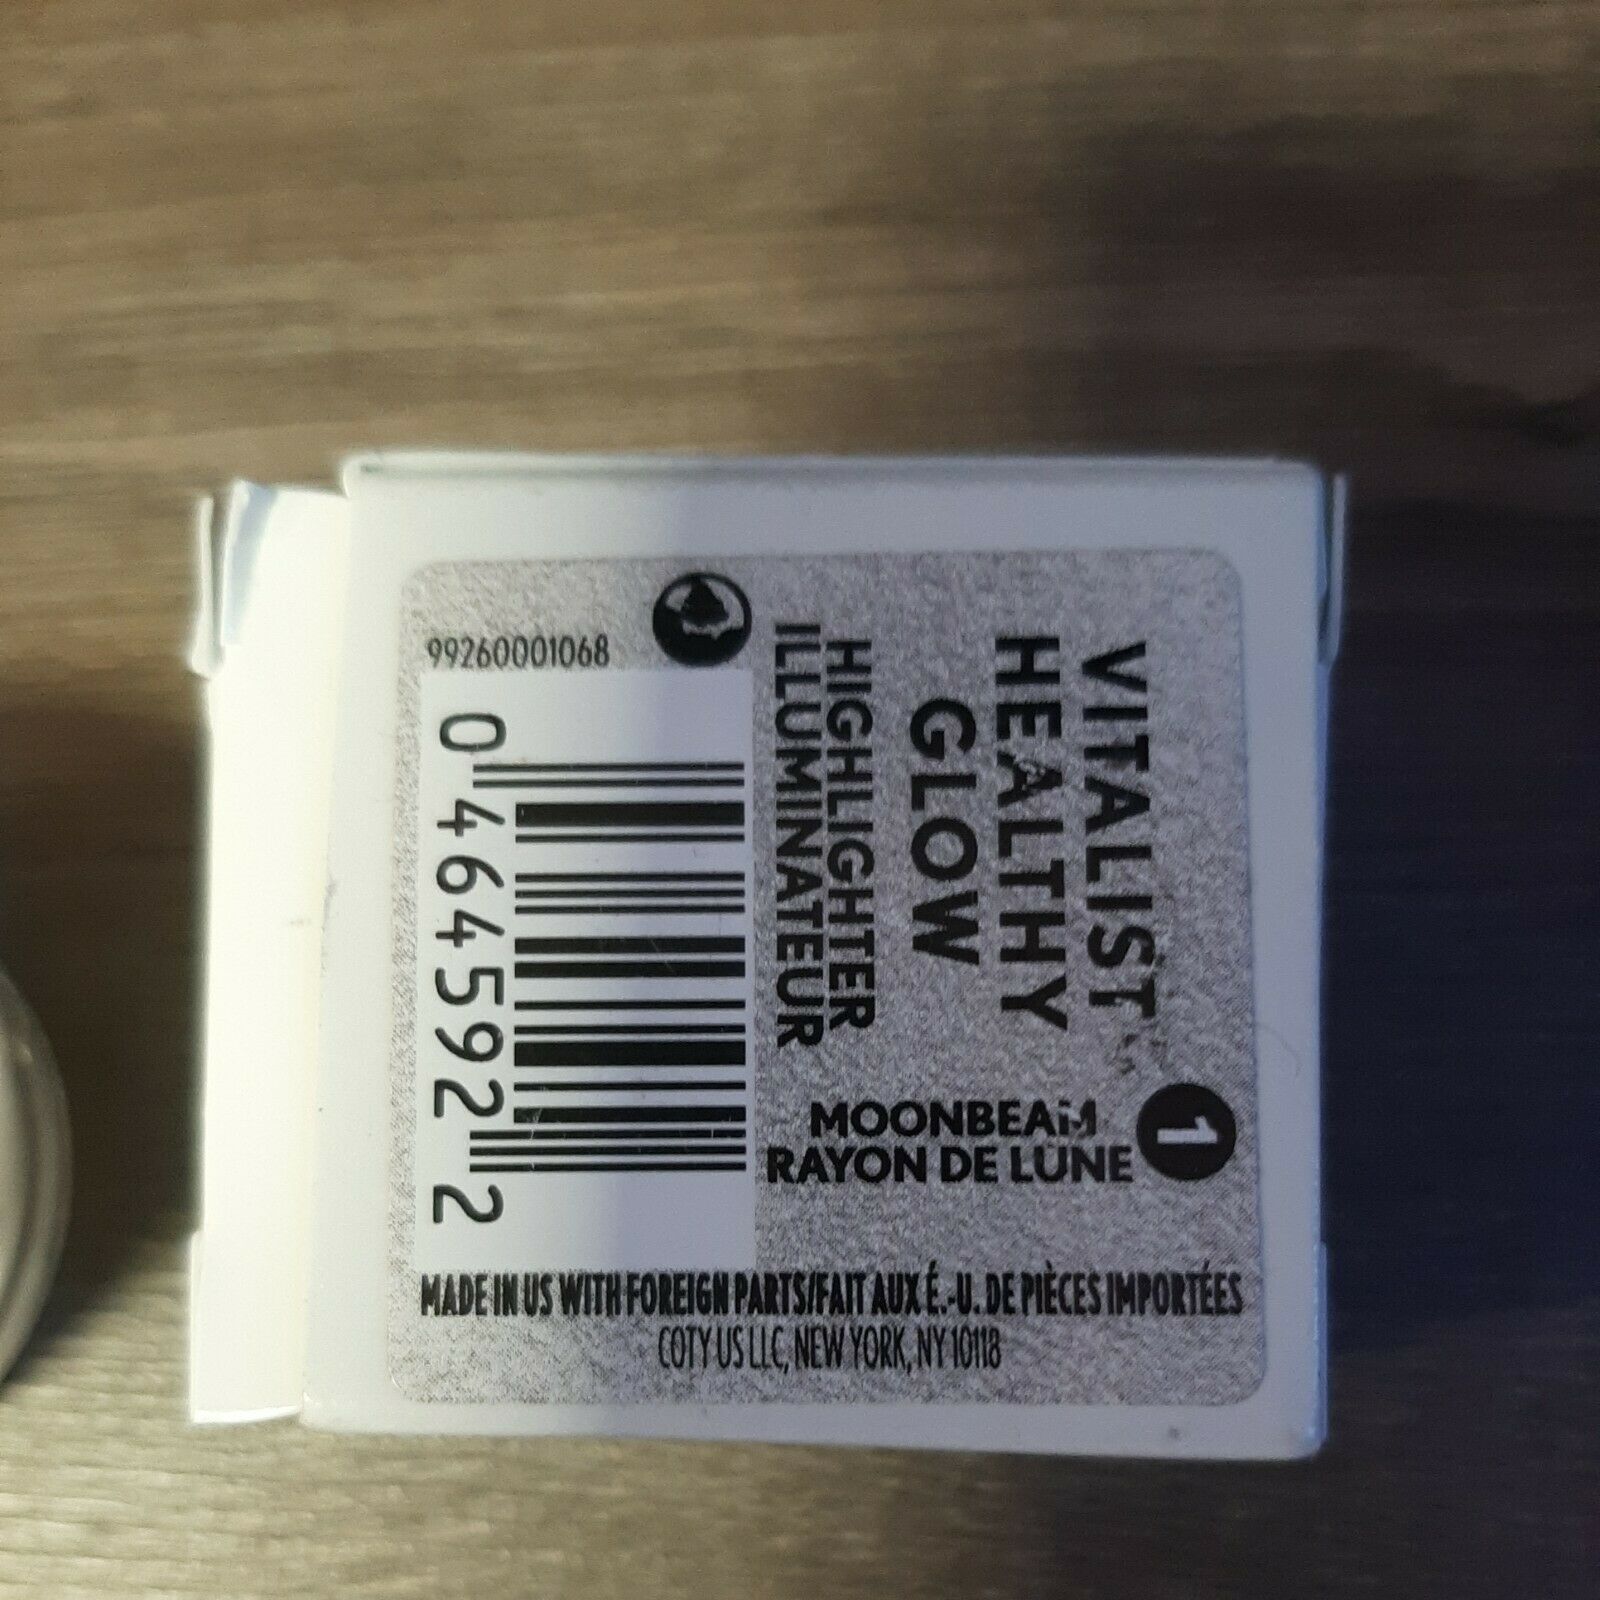 VITALIST
HEALTHY
GLOW
HIGHLIGHTER
ILLUMINATEUR
1
MOONBEAM
RAYON DE LUNE
99260001068
0 464592 2
MADE IN US WITH FOREIGN PARTS/FAIT AUX É.-U. DE PIÈCES IMPORTÉES
COTY US LLC, NEW YORK, NY 10118